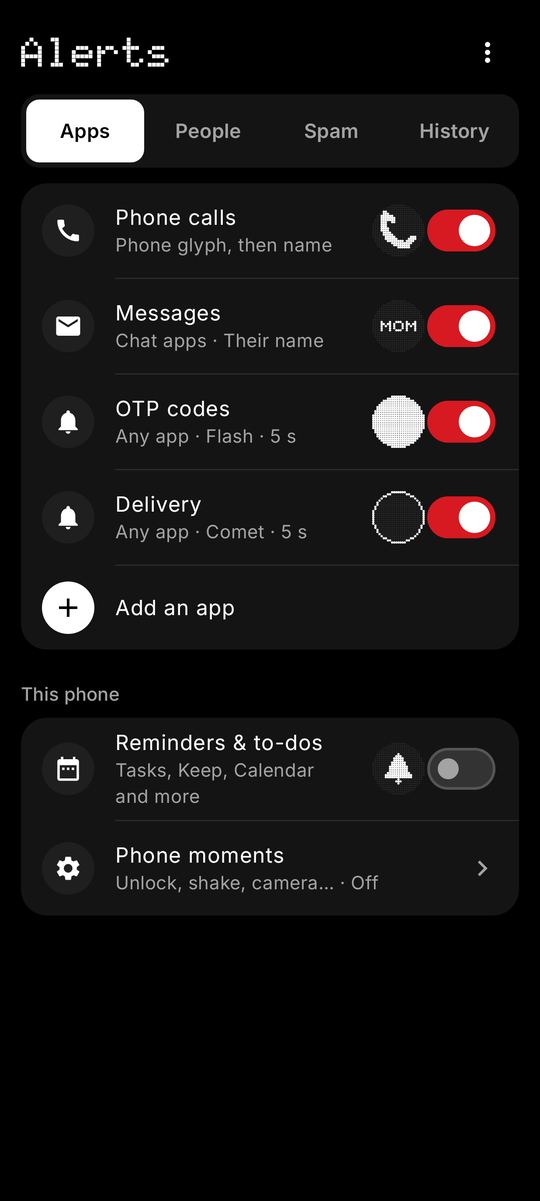 Alerts
Apps
People
Spam
History
Phone calls
Phone glyph, then name
Messages
Chat apps · Their name
MOM
OTP codes
Any app · Flash · 5 s
Delivery
Any app · Comet · 5 s
Add an app
This phone
Reminders & to-dos
Tasks, Keep, Calendar
and more
Phone moments
Unlock, shake, camera... · Off